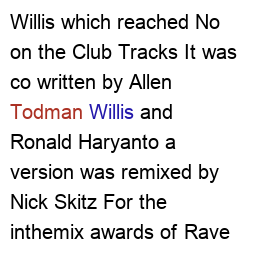 Willis which reached No
on the Club Tracks It was
co written by Allen
Todman Willis and
Ronald Haryanto a
version was remixed by
Nick Skitz For the
inthemix awards of Rave